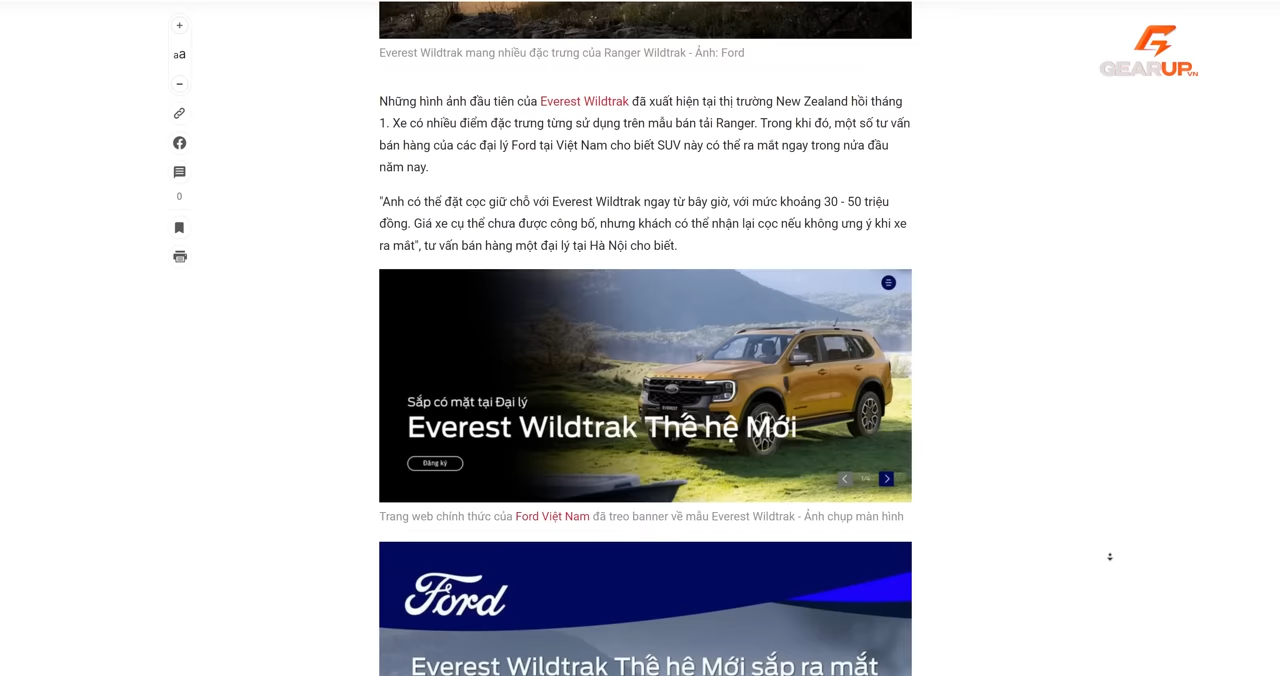 +
aA
−
0
GEARUP.VN
Everest Wildtrak mang nhiều đặc trưng của Ranger Wildtrak - Ảnh: Ford
Những hình ảnh đầu tiên của Everest Wildtrak đã xuất hiện tại thị trường New Zealand hồi tháng
1. Xe có nhiều điểm đặc trưng từng sử dụng trên mẫu bán tải Ranger. Trong khi đó, một số tư vấn
bán hàng của các đại lý Ford tại Việt Nam cho biết SUV này có thể ra mắt ngay trong nửa đầu
năm nay.
"Anh có thể đặt cọc giữ chỗ với Everest Wildtrak ngay từ bây giờ, với mức khoảng 30 - 50 triệu
đồng. Giá xe cụ thể chưa được công bố, nhưng khách có thể nhận lại cọc nếu không ưng ý khi xe
ra mắt", tư vấn bán hàng một đại lý tại Hà Nội cho biết.
Sắp có mặt tại Đại lý
Everest Wildtrak Thế hệ Mới
Đăng ký
Trang web chính thức của Ford Việt Nam đã treo banner về mẫu Everest Wildtrak - Ảnh chụp màn hình
Ford
Everest Wildtrak Thế hệ Mới sắp ra mắt